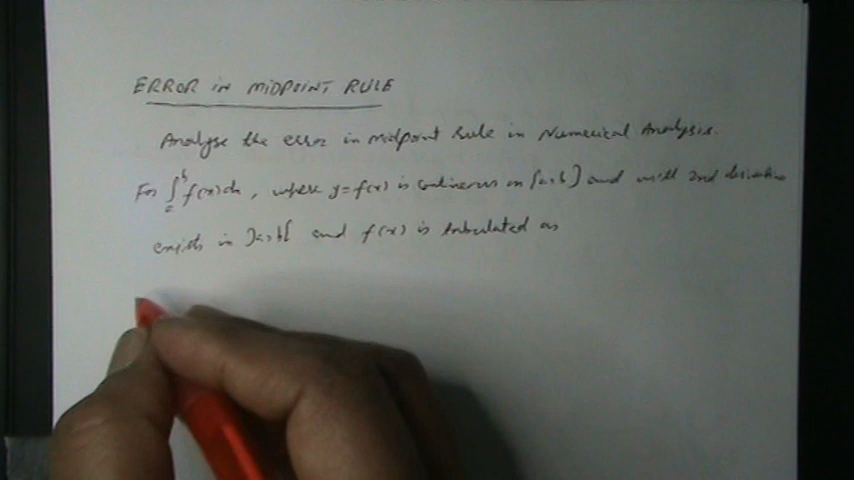 ERROR in MIDPOINT RULE
Analyse the error in midpoint Rule in Numerical Analysis.
For ∫_a^b f(x)dx, where y=f(x) is continuous on [a,b] and with 2nd derivative
exists in ]a,b[ and f(x) is tabulated as